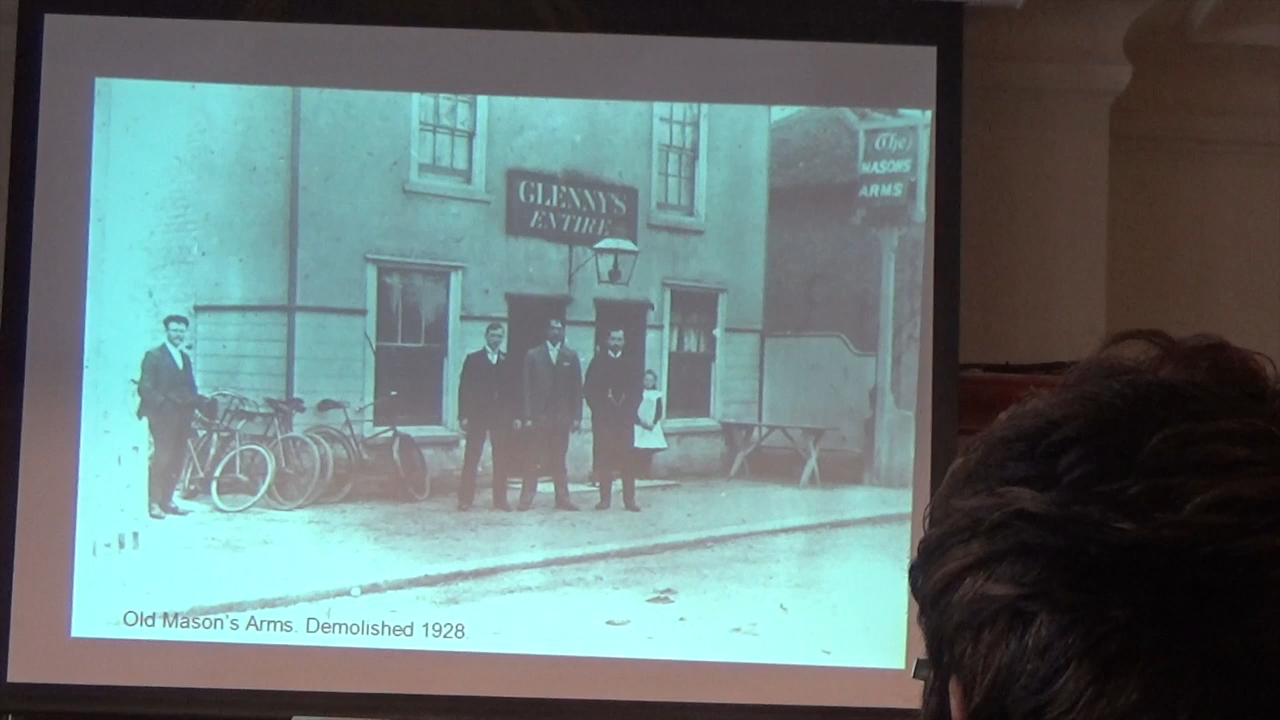 GLENNY'S
ENTIRE
The
MASONS
ARMS
Old Mason's Arms. Demolished 1928.